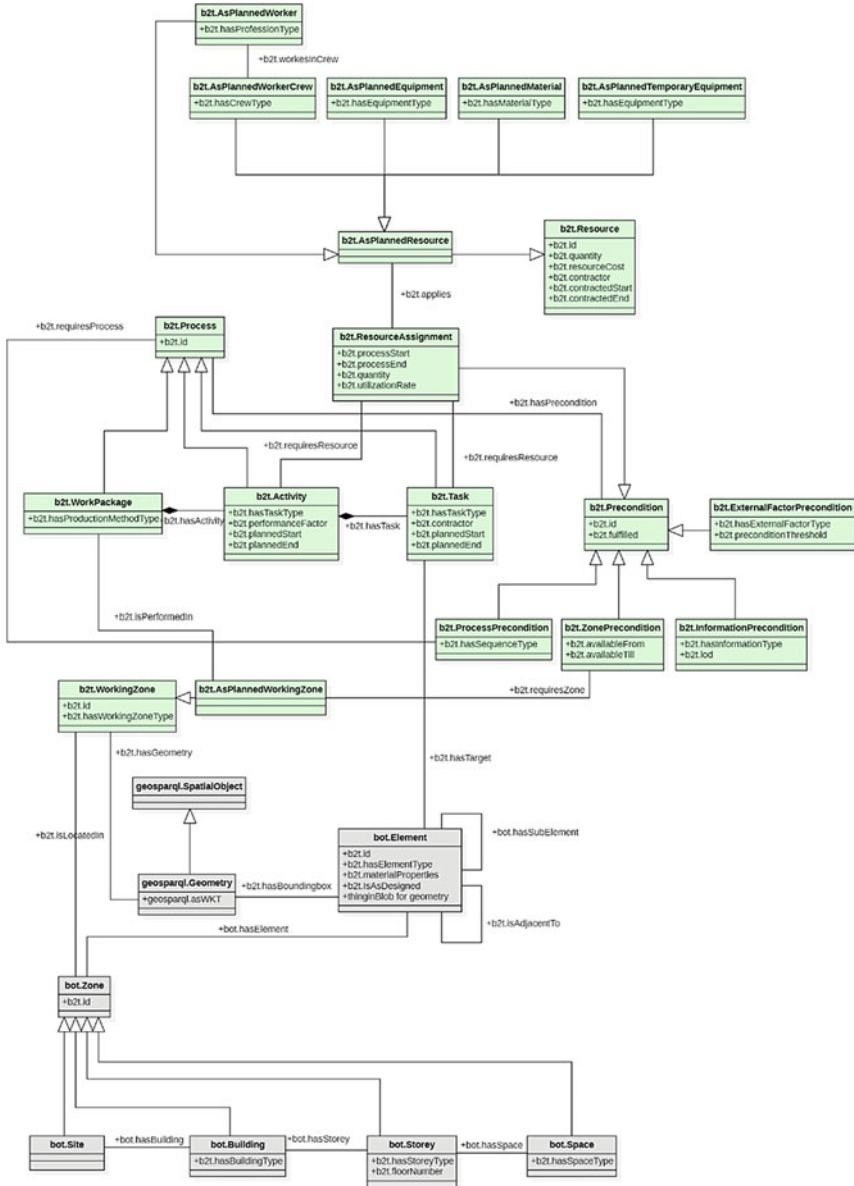 b2t.AsPlannedWorker
+b2t.hasProfessionType
+b2t.workesInCrew
b2t.AsPlannedWorkerCrew
+b2t.hasCrewType
b2t.AsPlannedEquipment
+b2t.hasEquipmentType
b2t.AsPlannedMaterial
+b2t.hasMaterialType
b2t.AsPlannedTemporaryEquipment
+b2t.hasEquipmentType
b2t.AsPlannedResource
b2t.Resource
+b2t.id
+b2t.quantity
+b2t.resourceCost
+b2t.contractor
+b2t.contractedStart
+b2t.contractedEnd
+b2t.applies
+b2t.requiresProcess
b2t.Process
+b2t.id
b2t.ResourceAssignment
+b2t.processStart
+b2t.processEnd
+b2t.quantity
+b2t.utilizationRate
+b2t.hasPrecondition
+b2t.requiresResource
+b2t.requiresResource
b2t.WorkPackage
+b2t.hasProductionMethodType
+b2t.hasActivity
b2t.Activity
+b2t.hasTaskType
+b2t.performanceFactor
+b2t.plannedStart
+b2t.plannedEnd
+b2t.hasTask
b2t.Task
+b2t.hasTaskType
+b2t.contractor
+b2t.plannedStart
+b2t.plannedEnd
b2t.Precondition
+b2t.id
+b2t.fulfilled
b2t.ExternalFactorPrecondition
+b2t.hasExternalFactorType
+b2t.preconditionThreshold
+b2t.isPerformedIn
b2t.ProcessPrecondition
+b2t.hasSequenceType
b2t.ZonePrecondition
+b2t.availableFrom
+b2t.availableTill
b2t.InformationPrecondition
+b2t.hasInformationType
+b2t.lod
b2t.WorkingZone
+b2t.id
+b2t.hasWorkingZoneType
b2t.AsPlannedWorkingZone
+b2t.requiresZone
+b2t.hasGeometry
+b2t.hasTarget
geosparql.SpatialObject
+b2t.isLocatedIn
bot.Element
+b2t.id
+b2t.hasElementType
+b2t.materialProperties
+b2t.IsAsDesigned
+thinginBlob for geometry
+bot.hasSubElement
geosparql.Geometry
+geosparql.asWKT
+b2t.hasBoundingbox
+b2t.isAdjacentTo
+bot.hasElement
bot.Zone
+b2t.id
bot.Site
+bot.hasBuilding
bot.Building
+b2t.hasBuildingType
+bot.hasStorey
bot.Storey
+b2t.hasStoreyType
+b2t.floorNumber
+bot.hasSpace
bot.Space
+b2t.hasSpaceType